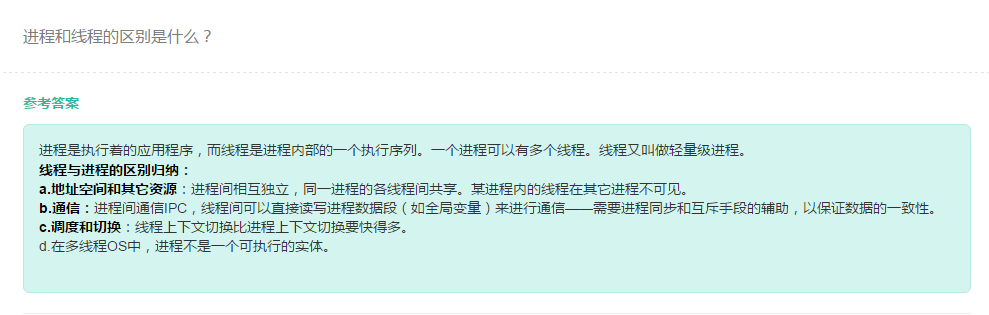 进程和线程的区别是什么？
参考答案
进程是执行着的应用程序，而线程是进程内部的一个执行序列。一个进程可以有多个线程。线程又叫做轻量级进程。
线程与进程的区别归纳：
a.地址空间和其它资源：进程间相互独立，同一进程的各线程间共享。某进程内的线程在其它进程不可见。
b.通信：进程间通信IPC，线程间可以直接读写进程数据段（如全局变量）来进行通信——需要进程同步和互斥手段的辅助，以保证数据的一致性。
c.调度和切换：线程上下文切换比进程上下文切换要快得多。
d.在多线程OS中，进程不是一个可执行的实体。